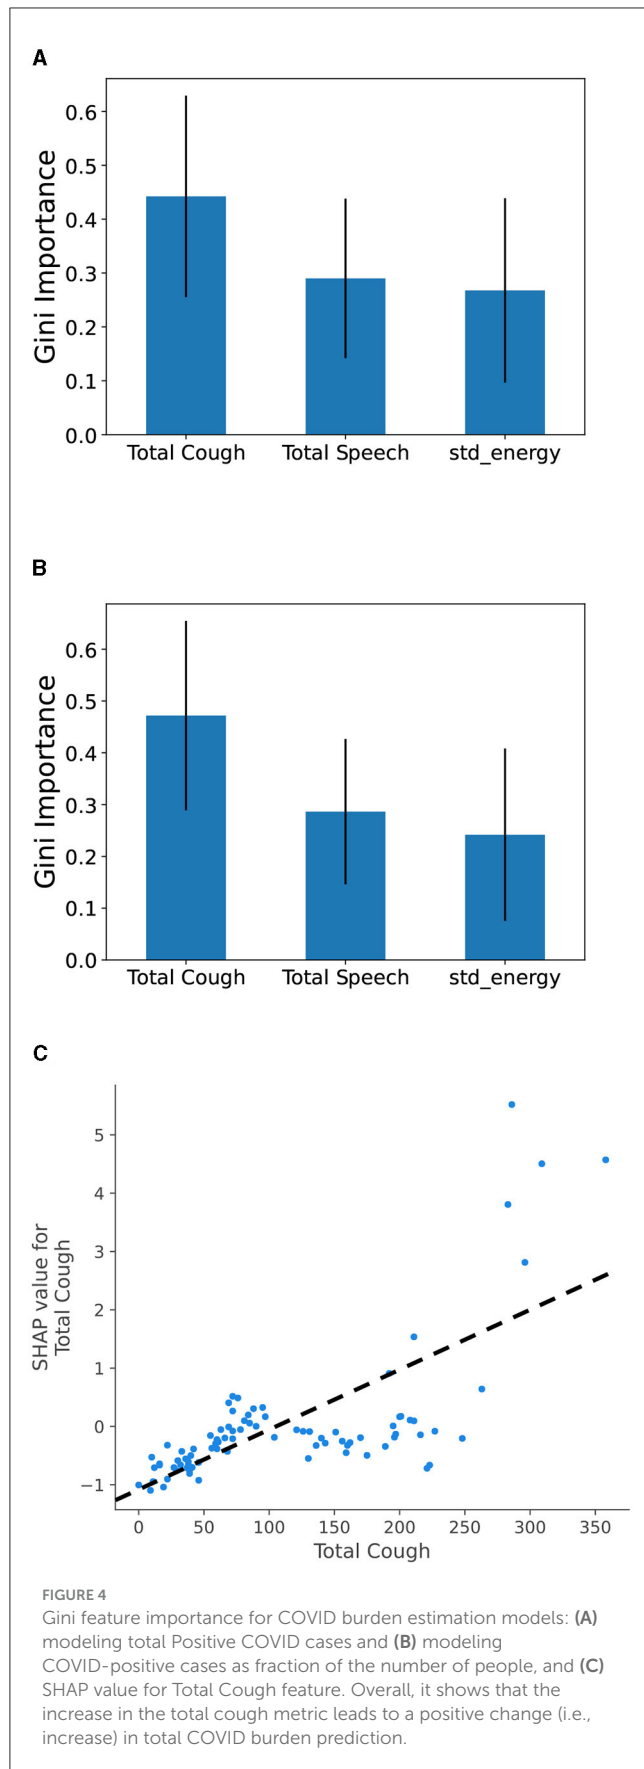 A
Gini Importance
0.6
0.5
0.4
0.3
0.2
0.1
0.0
Total Cough Total Speech std_energy
B
Gini Importance
0.6
0.5
0.4
0.3
0.2
0.1
0.0
Total Cough Total Speech std_energy
C
SHAP value for
Total Cough
5
4
3
2
1
0
−1
0 50 100 150 200 250 300 350
Total Cough
FIGURE 4
Gini feature importance for COVID burden estimation models: (A)
modeling total Positive COVID cases and (B) modeling
COVID-positive cases as fraction of the number of people, and (C)
SHAP value for Total Cough feature. Overall, it shows that the
increase in the total cough metric leads to a positive change (i.e.,
increase) in total COVID burden prediction.